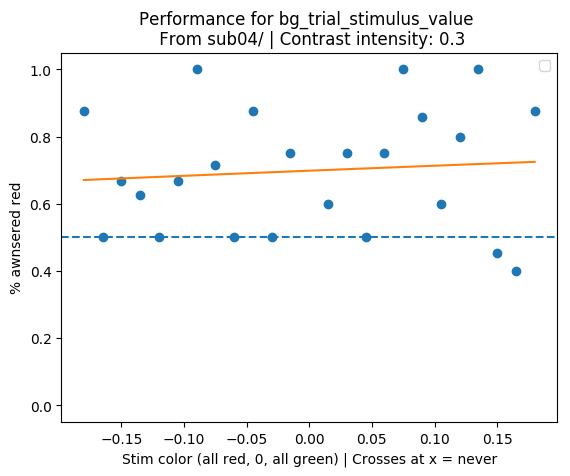 Performance for bg_trial_stimulus_value
From sub04/ | Contrast intensity: 0.3
1.0
0.8
0.6
0.4
0.2
0.0
% awnsered red
−0.15 −0.10 −0.05 0.00 0.05 0.10 0.15
Stim color (all red, 0, all green) | Crosses at x = never